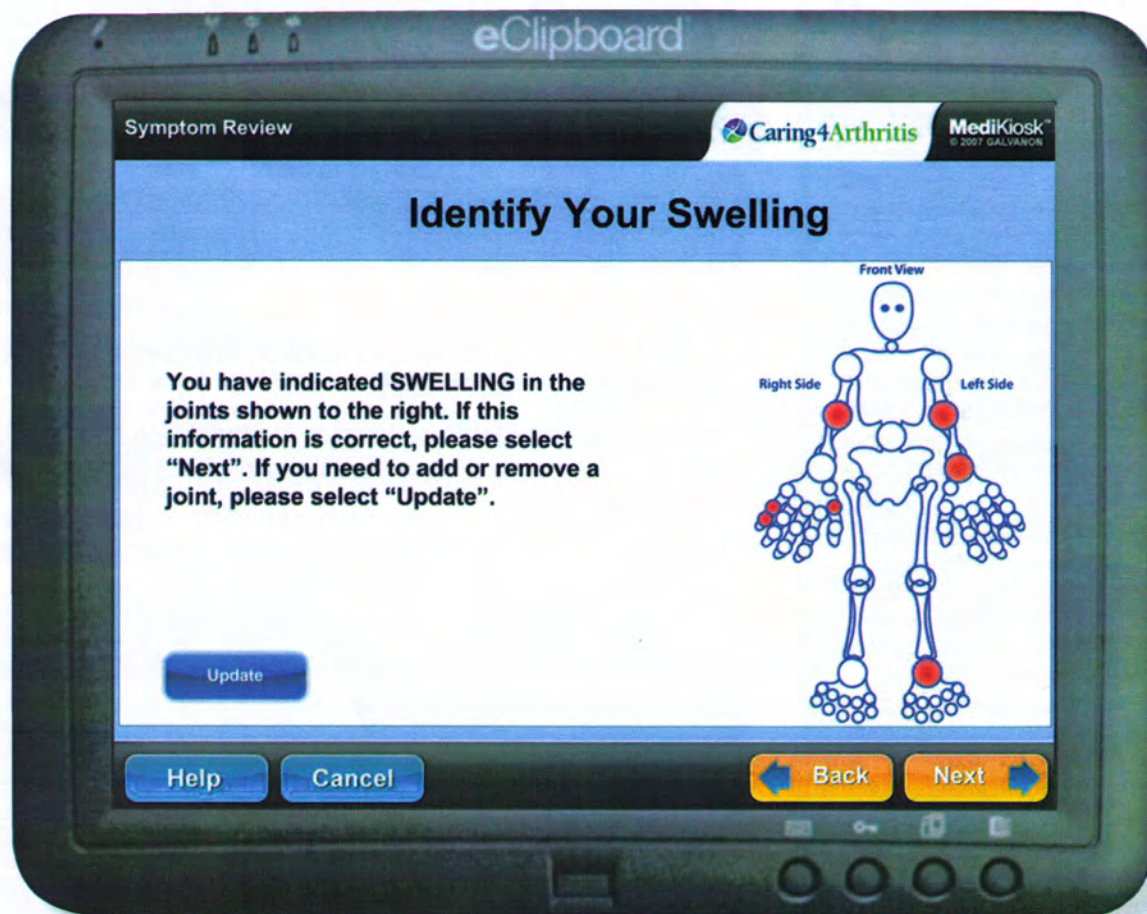 eClipboard
Symptom Review
Caring4Arthritis
MediKiosk™
© 2007 GALVANON
Identify Your Swelling
Front View
Right Side
Left Side
You have indicated SWELLING in the
joints shown to the right. If this
information is correct, please select
“Next”. If you need to add or remove a
joint, please select “Update”.
Update
Help
Cancel
Back
Next